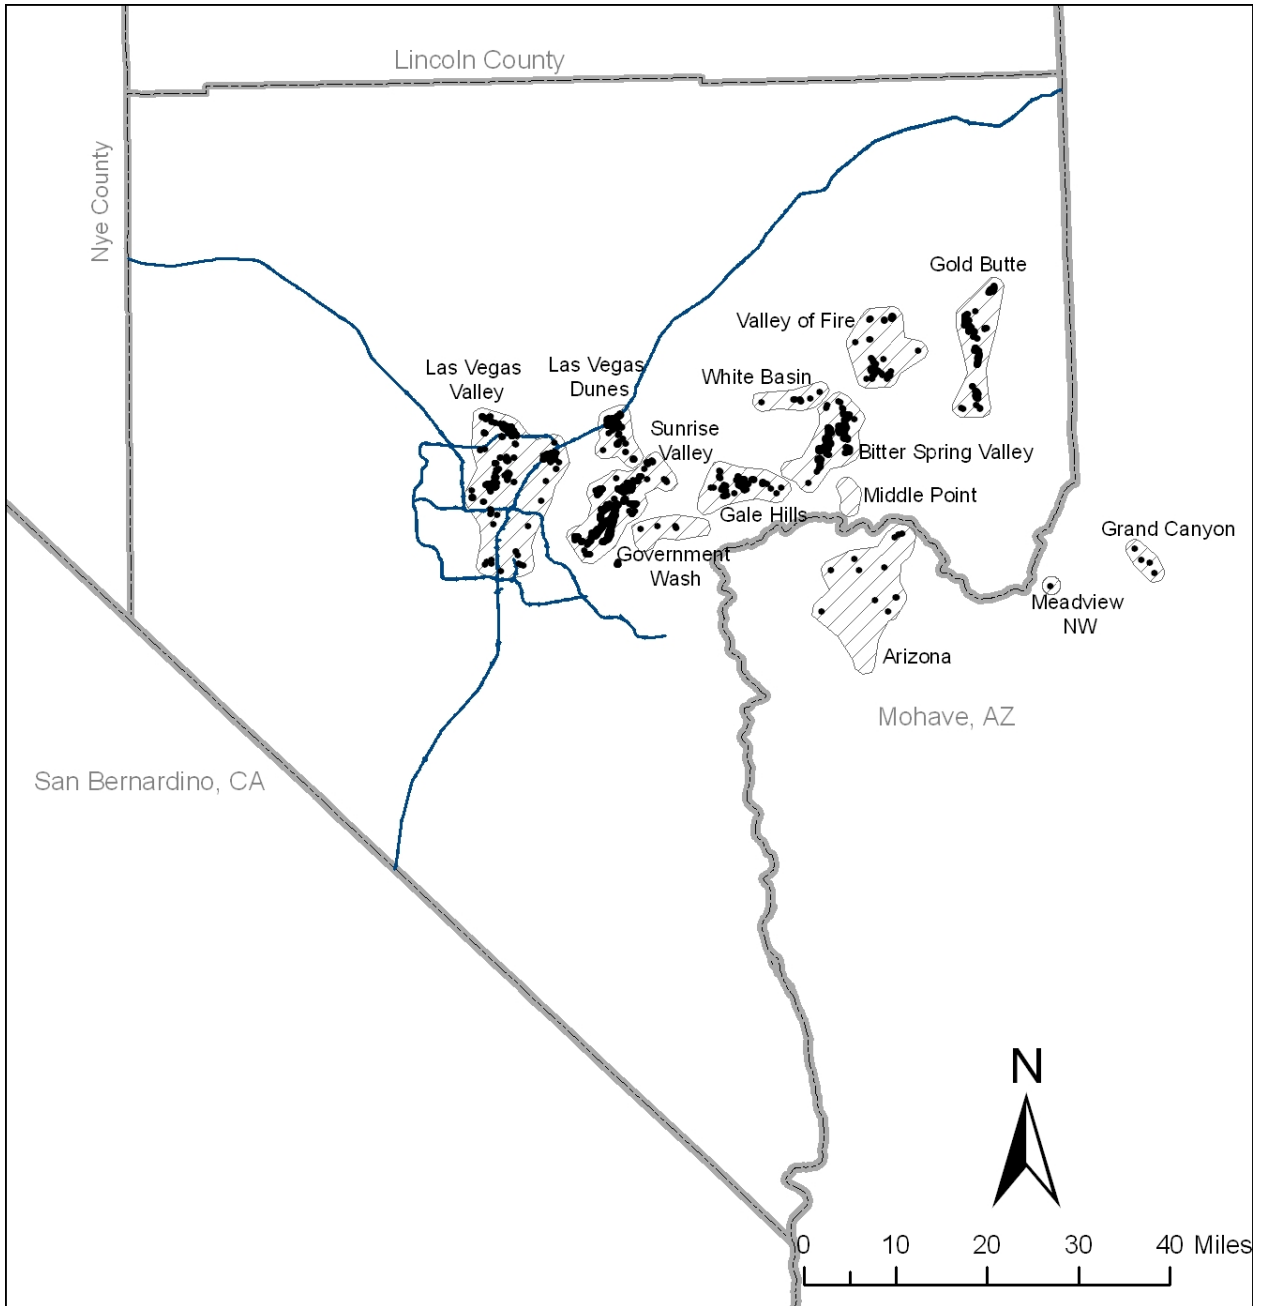 Lincoln County
Nye County
Gold Butte
Valley of Fire
Las Vegas
Valley
Las Vegas
Dunes
White Basin
Sunrise
Valley
Bitter Spring Valley
Middle Point
Gale Hills
Grand Canyon
Government
Wash
Meadview
NW
Arizona
Mohave, AZ
San Bernardino, CA
N
0 10 20 30 40 Miles